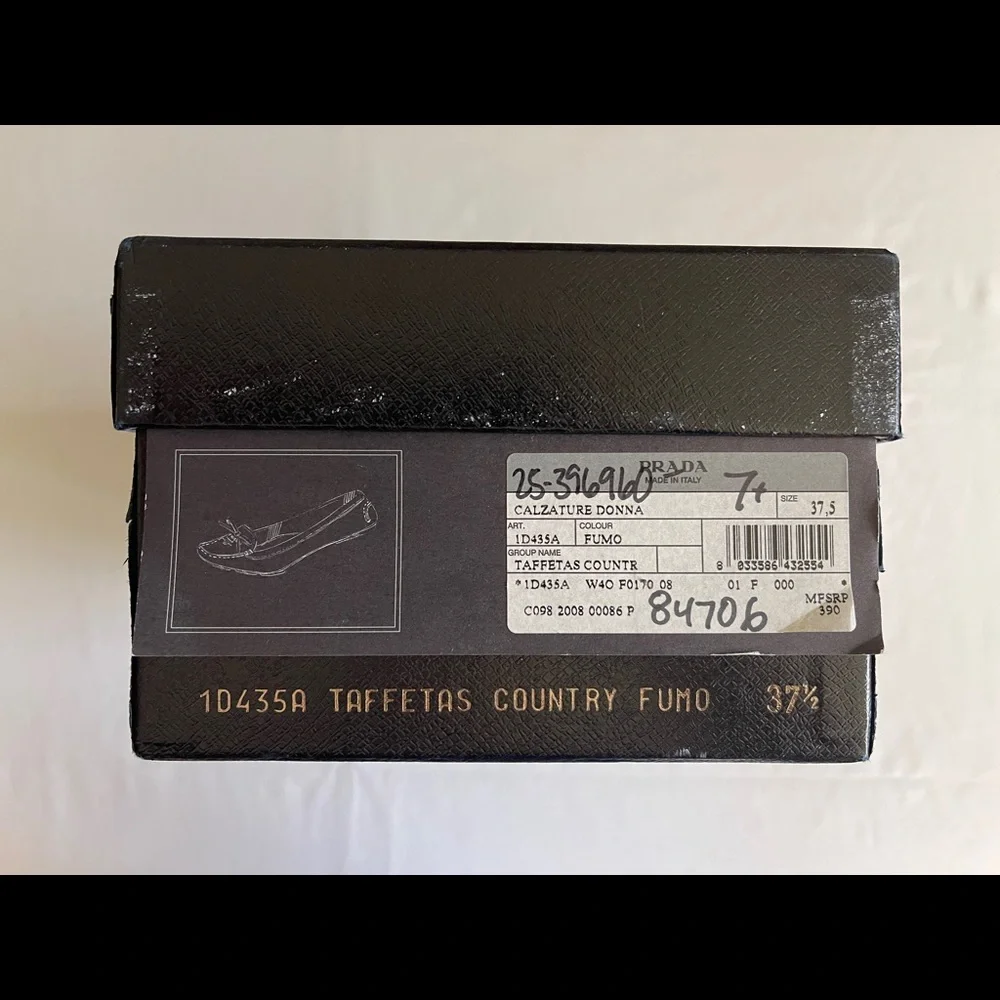 PRADA
MADE IN ITALY
25-396960
7+
CALZATURE DONNA
SIZE
37,5
ART.
1D435A
COLOUR
FUMO
GROUP NAME
TAFFETAS COUNTR
8 033586 432554
*1D435A W4O F0170 08 01 F 000
C098 2008 00086 P
84706
MFSRP
390
1D435A TAFFETAS COUNTRY FUMO 37½